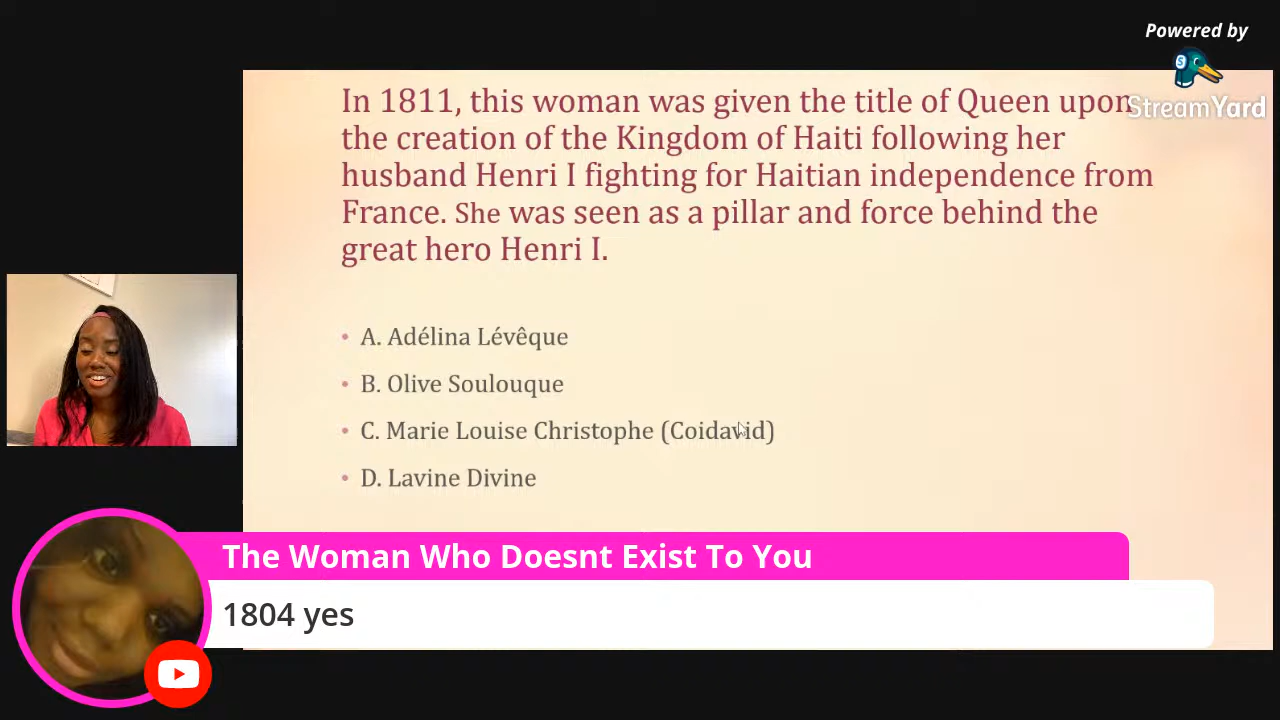 Powered by
StreamYard
In 1811, this woman was given the title of Queen upon
the creation of the Kingdom of Haiti following her
husband Henri I fighting for Haitian independence from
France. She was seen as a pillar and force behind the
great hero Henri I.
• A. Adélina Lévêque
• B. Olive Soulouque
• C. Marie Louise Christophe (Coidavid)
• D. Lavine Divine
The Woman Who Doesnt Exist To You
1804 yes